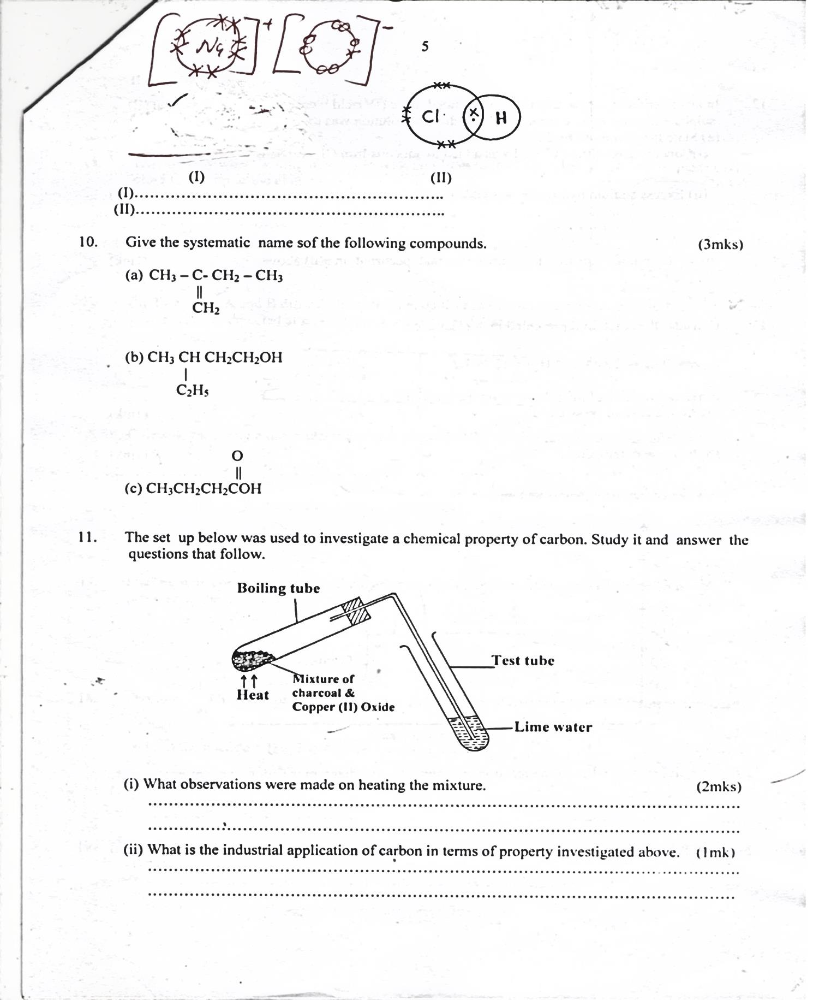 [Na]+ [ ]−
5
Cl H
(I) (II)
(I)..............................................................
(II)..............................................................
10. Give the systematic name sof the following compounds. (3mks)
(a) CH₃ – C- CH₂ – CH₃
||
CH₂
(b) CH₃ CH CH₂CH₂OH
|
C₂H₅
O
||
(c) CH₃CH₂CH₂COH
11. The set up below was used to investigate a chemical property of carbon. Study it and answer the
questions that follow.
Boiling tube
Test tube
Mixture of
charcoal &
Copper (II) Oxide
Heat
Lime water
(i) What observations were made on heating the mixture. (2mks)
..............................................................
..............................................................
(ii) What is the industrial application of carbon in terms of property investigated above. (1mk)
..............................................................
..............................................................